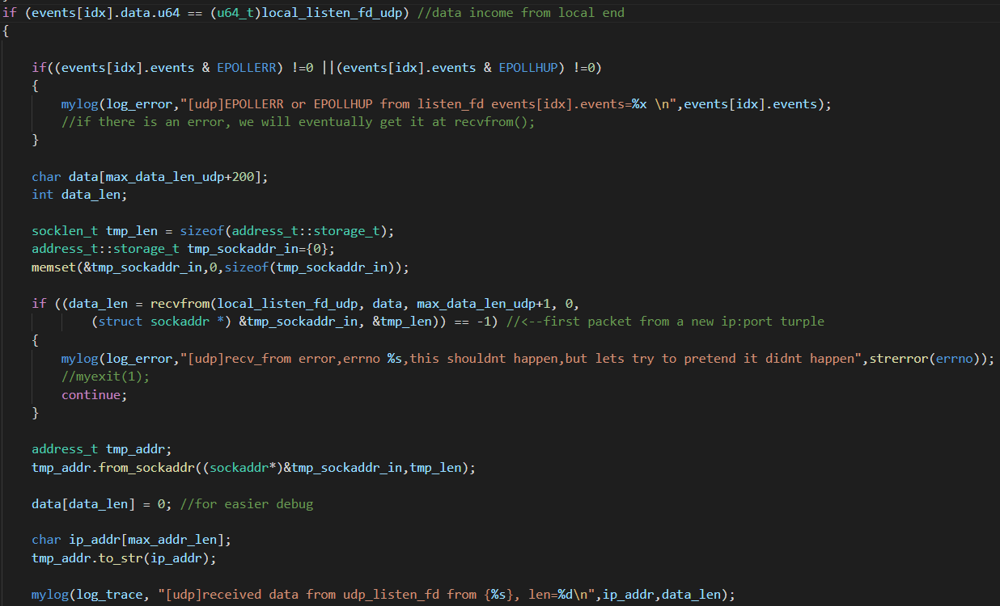 if (events[idx].data.u64 == (u64_t)local_listen_fd_udp) //data income from local end
{
if((events[idx].events & EPOLLERR) !=0 ||(events[idx].events & EPOLLHUP) !=0)
{
mylog(log_error,"[udp]EPOLLERR or EPOLLHUP from listen_fd events[idx].events=%x \n",events[idx].events);
//if there is an error, we will eventually get it at recvfrom();
}
char data[max_data_len_udp+200];
int data_len;
socklen_t tmp_len = sizeof(address_t::storage_t);
address_t::storage_t tmp_sockaddr_in={0};
memset(&tmp_sockaddr_in,0,sizeof(tmp_sockaddr_in));
if ((data_len = recvfrom(local_listen_fd_udp, data, max_data_len_udp+1, 0,
(struct sockaddr *) &tmp_sockaddr_in, &tmp_len)) == -1) //<--first packet from a new ip:port turple
{
mylog(log_error,"[udp]recv_from error,errno %s,this shouldnt happen,but lets try to pretend it didnt happen",strerror(errno));
//myexit(1);
continue;
}
address_t tmp_addr;
tmp_addr.from_sockaddr((sockaddr*)&tmp_sockaddr_in,tmp_len);
data[data_len] = 0; //for easier debug
char ip_addr[max_addr_len];
tmp_addr.to_str(ip_addr);
mylog(log_trace, "[udp]received data from udp_listen_fd from {%s}, len=%d\n",ip_addr,data_len);